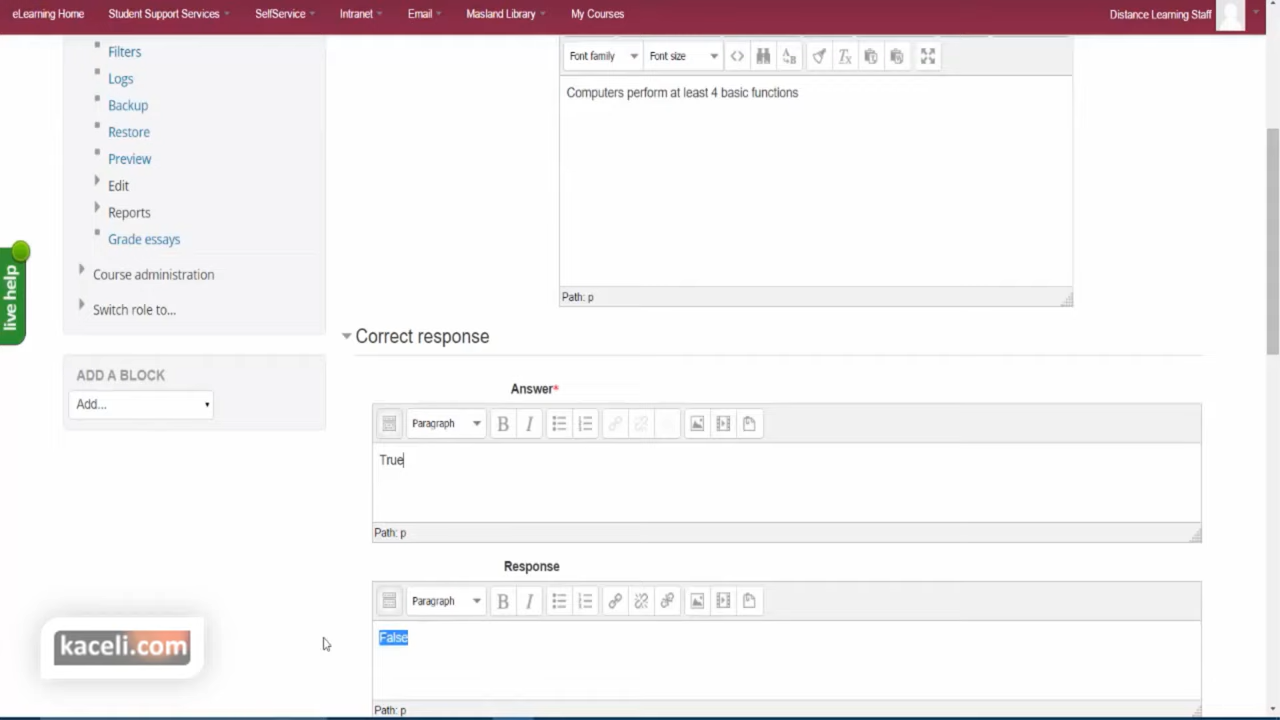 eLearning Home Student Support Services SelfService Intranet Email Masland Library My Courses Distance Learning Staff
Filters
Logs
Backup
Restore
Preview
Edit
Reports
Grade essays
Course administration
Switch role to...
ADD A BLOCK
Add...
live help
kaceli.com
Font family Font size
Computers perform at least 4 basic functions
Path: p
Correct response
Answer*
Paragraph B I
True
Path: p
Response
Paragraph B I
False
Path: p